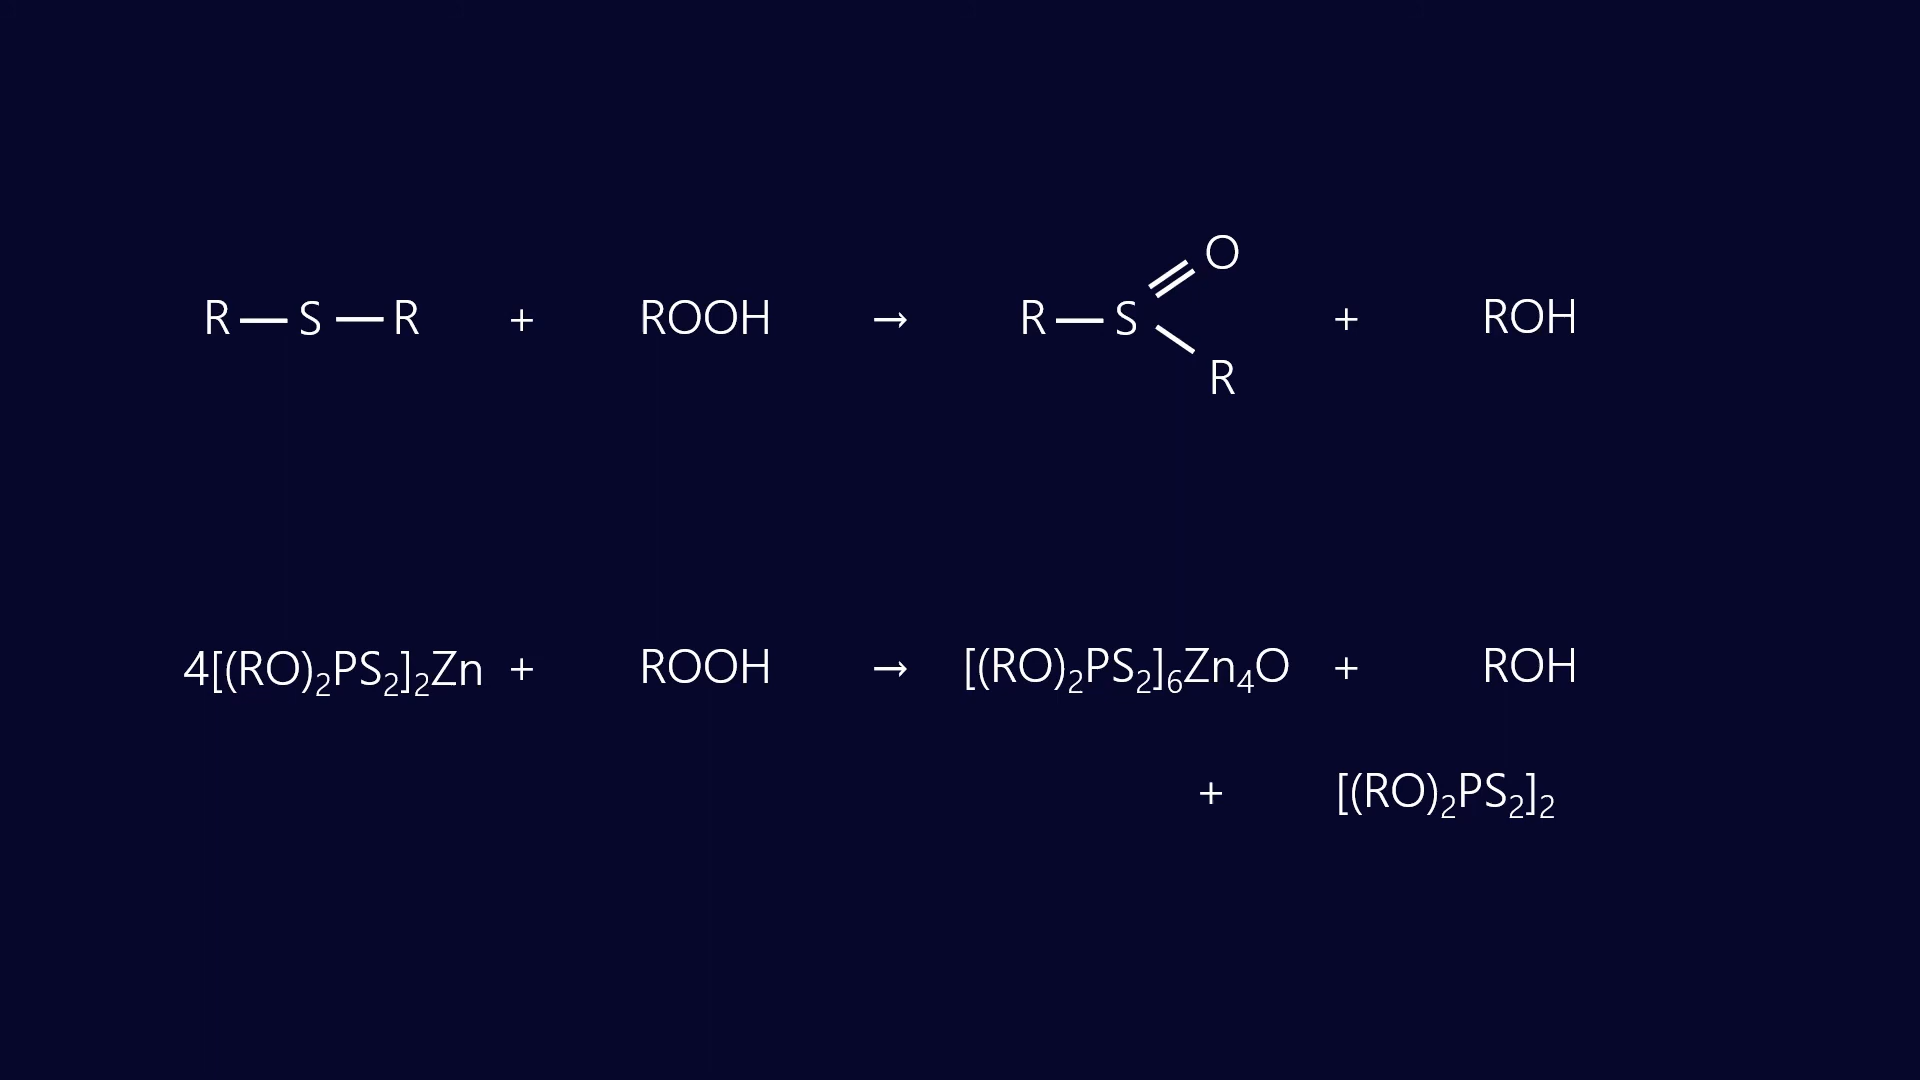 R — S — R + ROOH → R — S = O — R + ROH
4[(RO)₂PS₂]₂Zn + ROOH → [(RO)₂PS₂]₆Zn₄O + ROH
+ [(RO)₂PS₂]₂